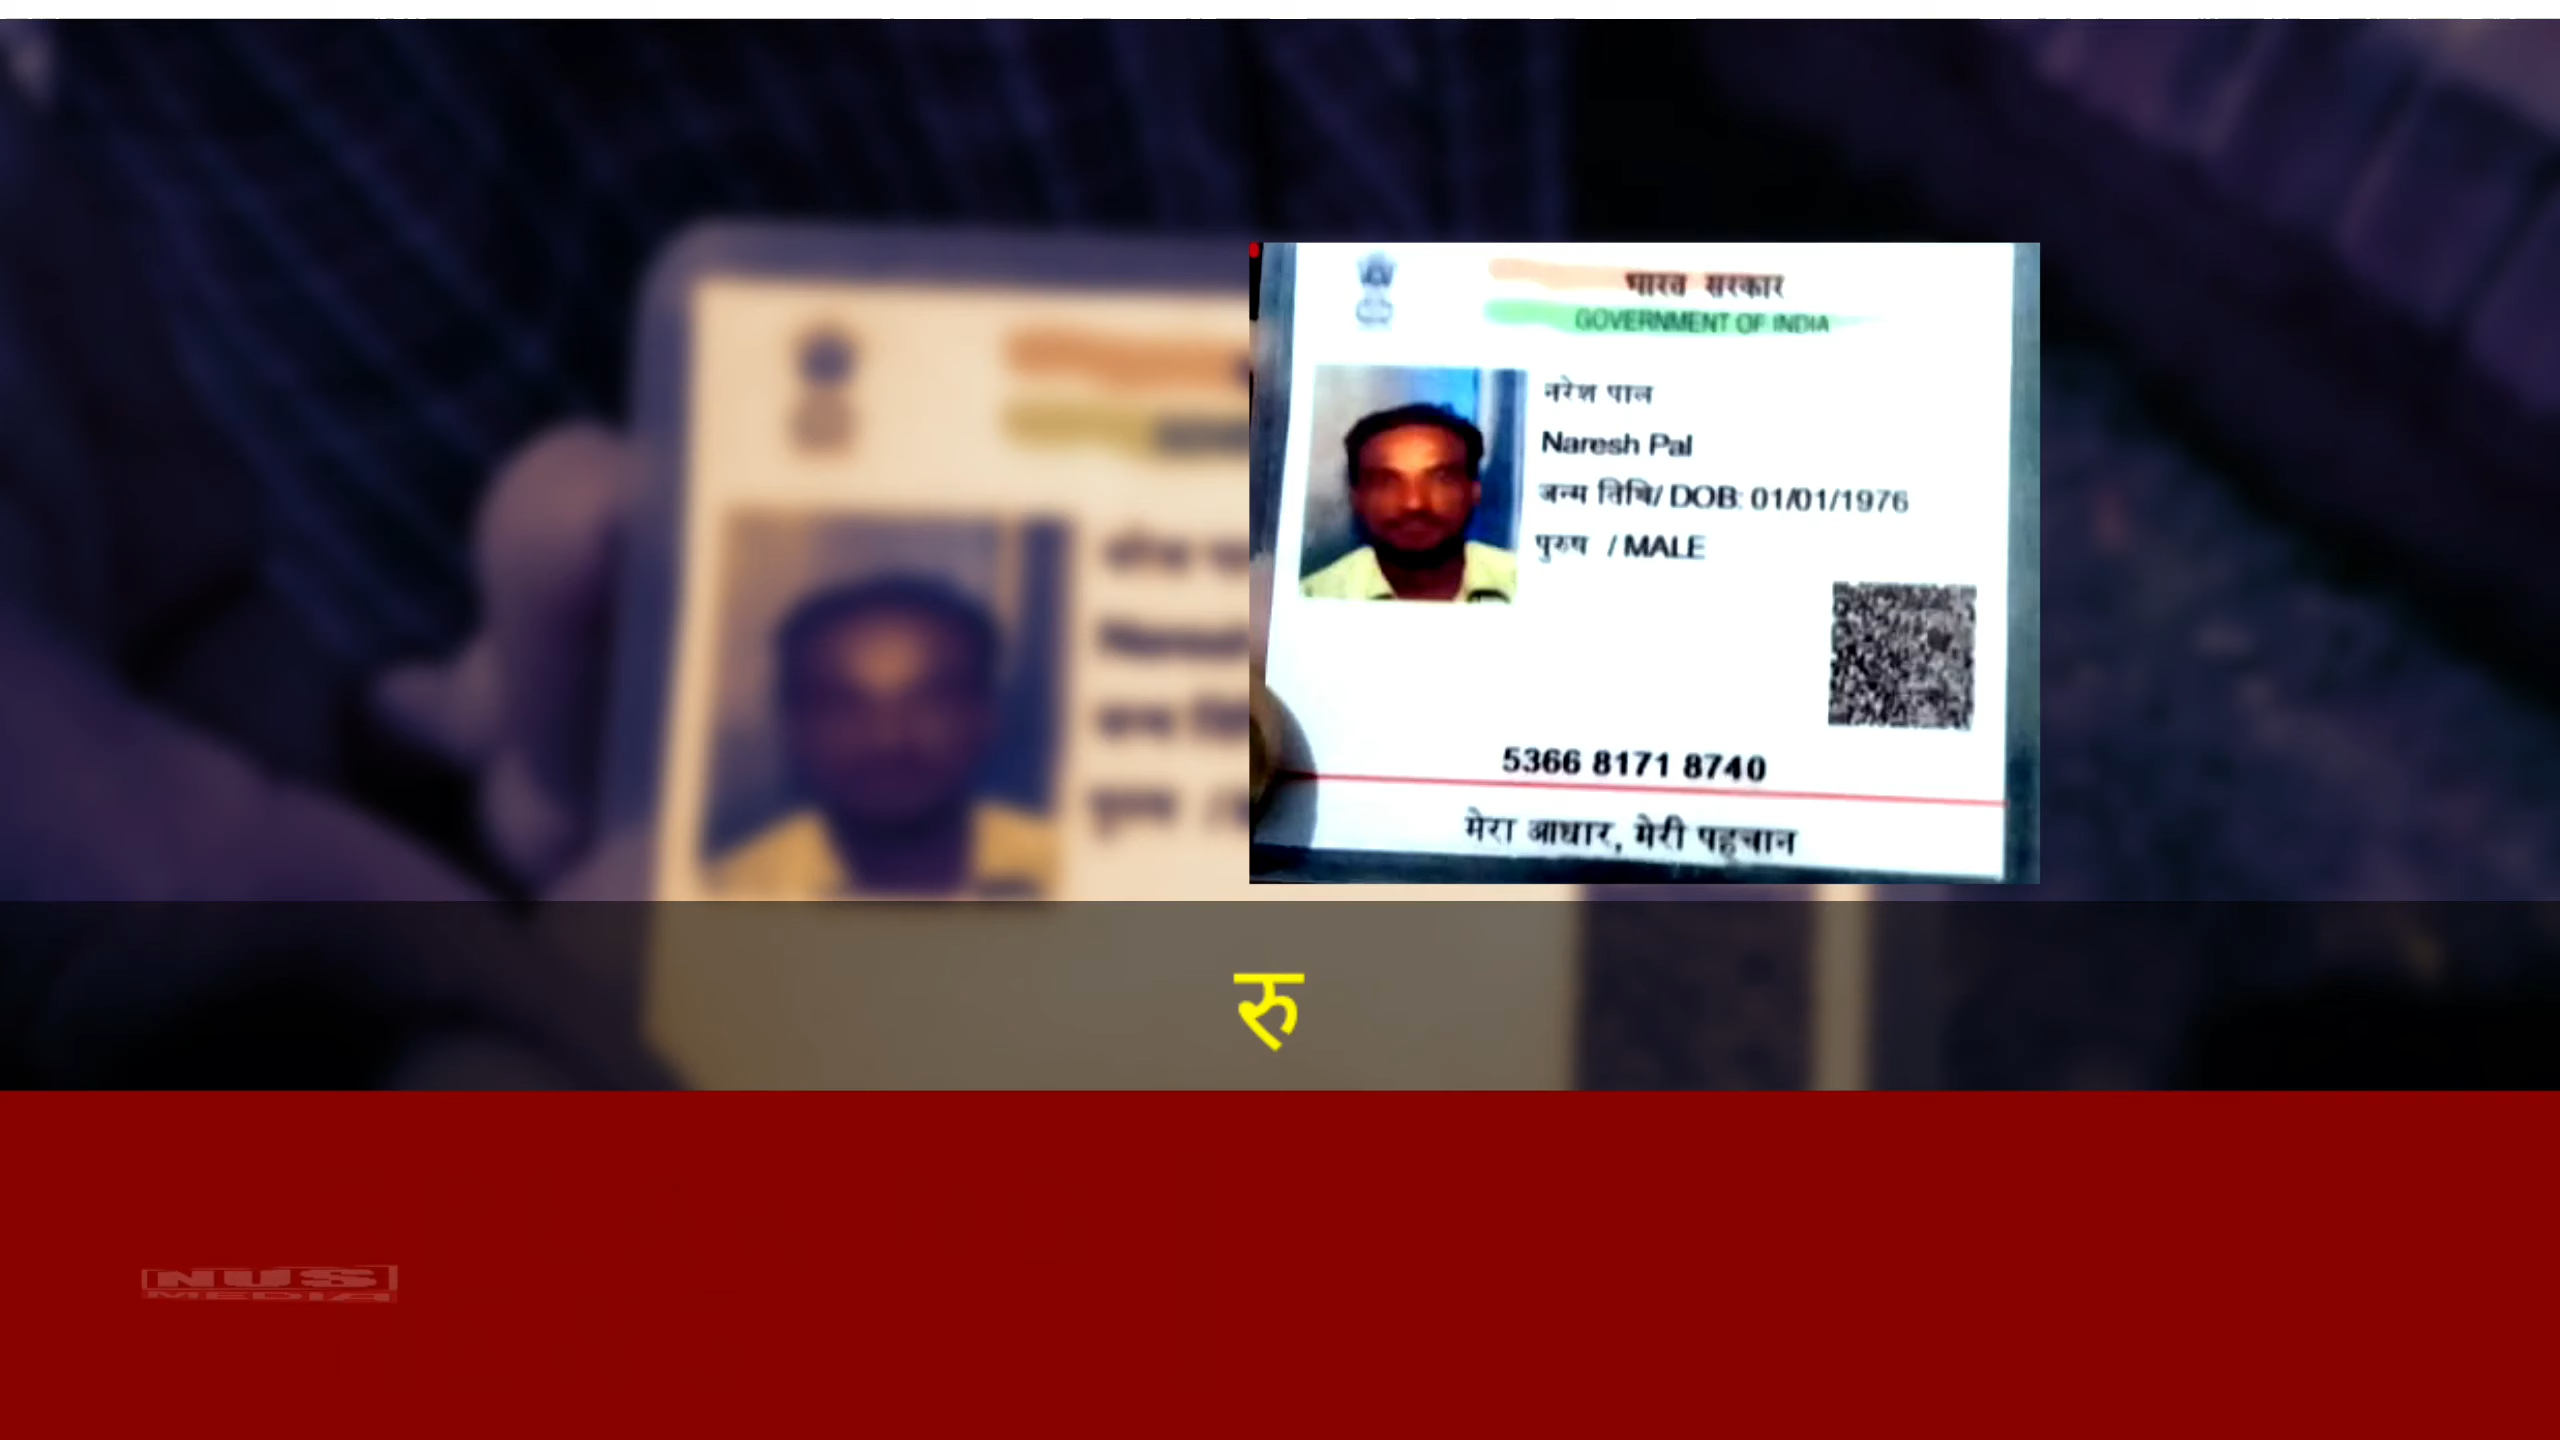 भारत सरकार
GOVERNMENT OF INDIA
नरेश पाल
Naresh Pal
जन्म तिथि/ DOB: 01/01/1976
पुरुष / MALE
5366 8171 8740
मेरा आधार, मेरी पहचान
रु
NUS
MEDIA